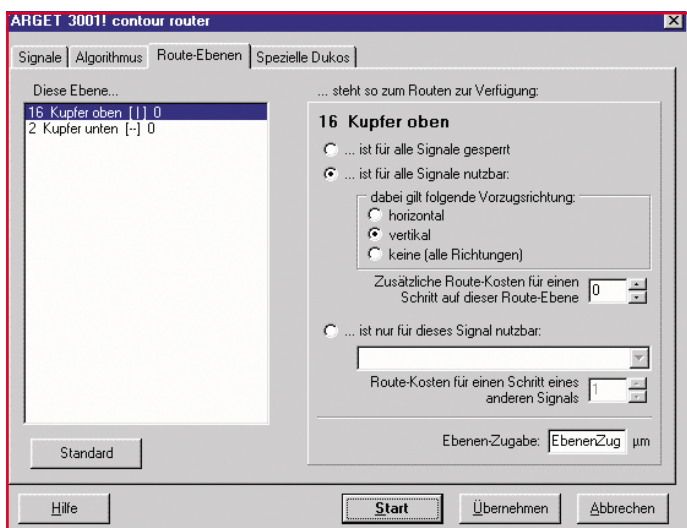 ARGET 3001! contour router
Signale Algorithmus Route-Ebenen Spezielle Dukos
Diese Ebene...
16 Kupfer oben [ | ] 0
2 Kupfer unten [--] 0
Standard
... steht so zum Routen zur Verfügung:
16 Kupfer oben
... ist für alle Signale gesperrt
... ist für alle Signale nutzbar:
dabei gilt folgende Vorzugsrichtung:
horizontal
vertikal
keine (alle Richtungen)
Zusätzliche Route-Kosten für einen
Schritt auf dieser Route-Ebene 0
... ist nur für dieses Signal nutzbar:
Route-Kosten für einen Schritt eines
anderen Signals 1
Ebenen-Zugabe: EbenenZug µm
Hilfe Start Übernehmen Abbrechen